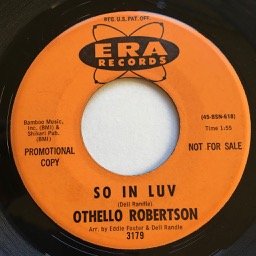 REG. U.S. PAT. OFF.
ERA
RECORDS
Bamboo Music,
Inc. (BMI) &
Shikari Pub.
(BMI)
(45-BSN-618)
Time 1:55
PROMOTIONAL
COPY
NOT FOR SALE
SO IN LUV
(Dell Randle)
OTHELLO ROBERTSON
Arr. by Eddie Foster & Dell Randle
3179